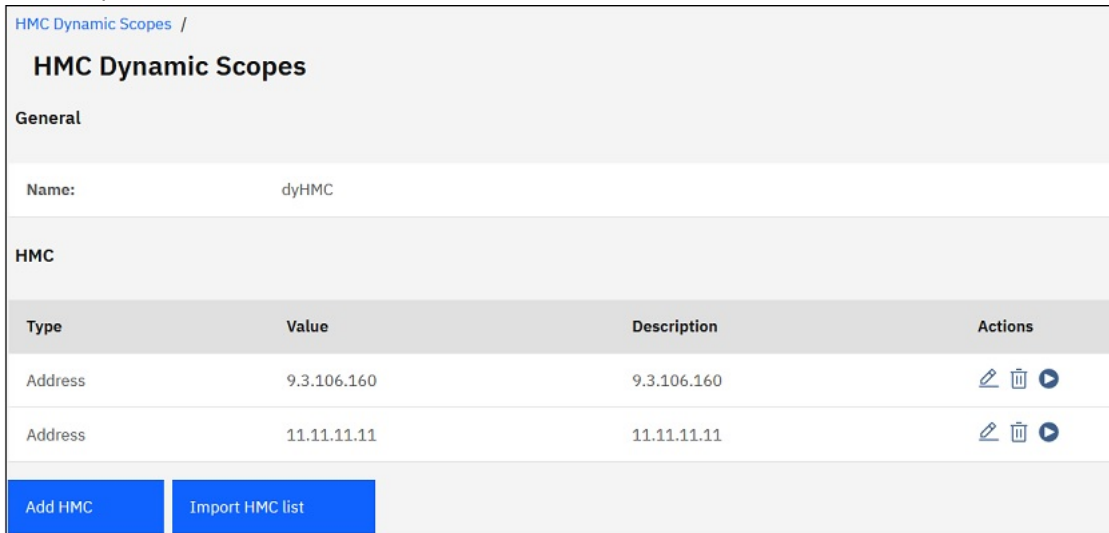 HMC Dynamic Scopes /
HMC Dynamic Scopes
General
Name: dyHMC
HMC
Type Value Description Actions
Address 9.3.106.160 9.3.106.160
Address 11.11.11.11 11.11.11.11
Add HMC Import HMC list